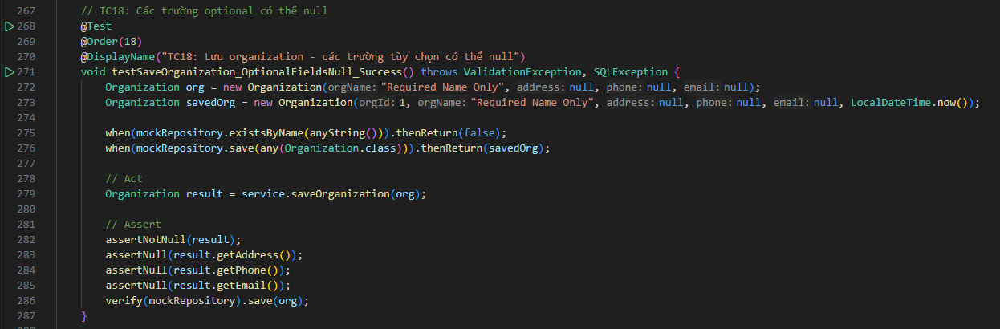 267 // TC18: Các trường optional có thể null
268 @Test
269 @Order(18)
270 @DisplayName("TC18: Lưu organization - các trường tùy chọn có thể null")
271 void testSaveOrganization_OptionalFieldsNull_Success() throws ValidationException, SQLException {
272 Organization org = new Organization(orgName: "Required Name Only", address: null, phone: null, email: null);
273 Organization savedOrg = new Organization(orgId: 1, orgName: "Required Name Only", address: null, phone: null, email: null, LocalDateTime.now());
274
275 when(mockRepository.existsByName(anyString())).thenReturn(false);
276 when(mockRepository.save(any(Organization.class))).thenReturn(savedOrg);
277
278 // Act
279 Organization result = service.saveOrganization(org);
280
281 // Assert
282 assertNotNull(result);
283 assertNull(result.getAddress());
284 assertNull(result.getPhone());
285 assertNull(result.getEmail());
286 verify(mockRepository).save(org);
287 }